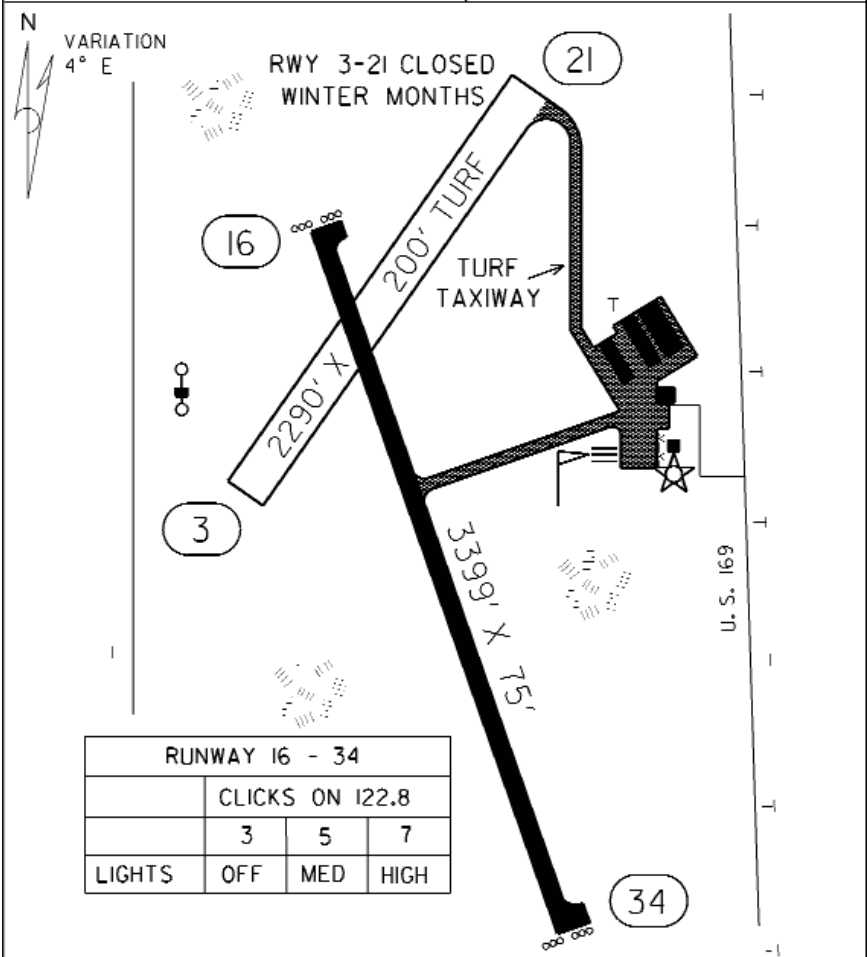 N
VARIATION
4° E
RWY 3-21 CLOSED
WINTER MONTHS
21
16
2290' X 200' TURF
TURF
TAXIWAY
T
3
3399' X 75'
U.S. 169
RUNWAY 16 - 34
CLICKS ON 122.8
3 5 7
LIGHTS OFF MED HIGH
34